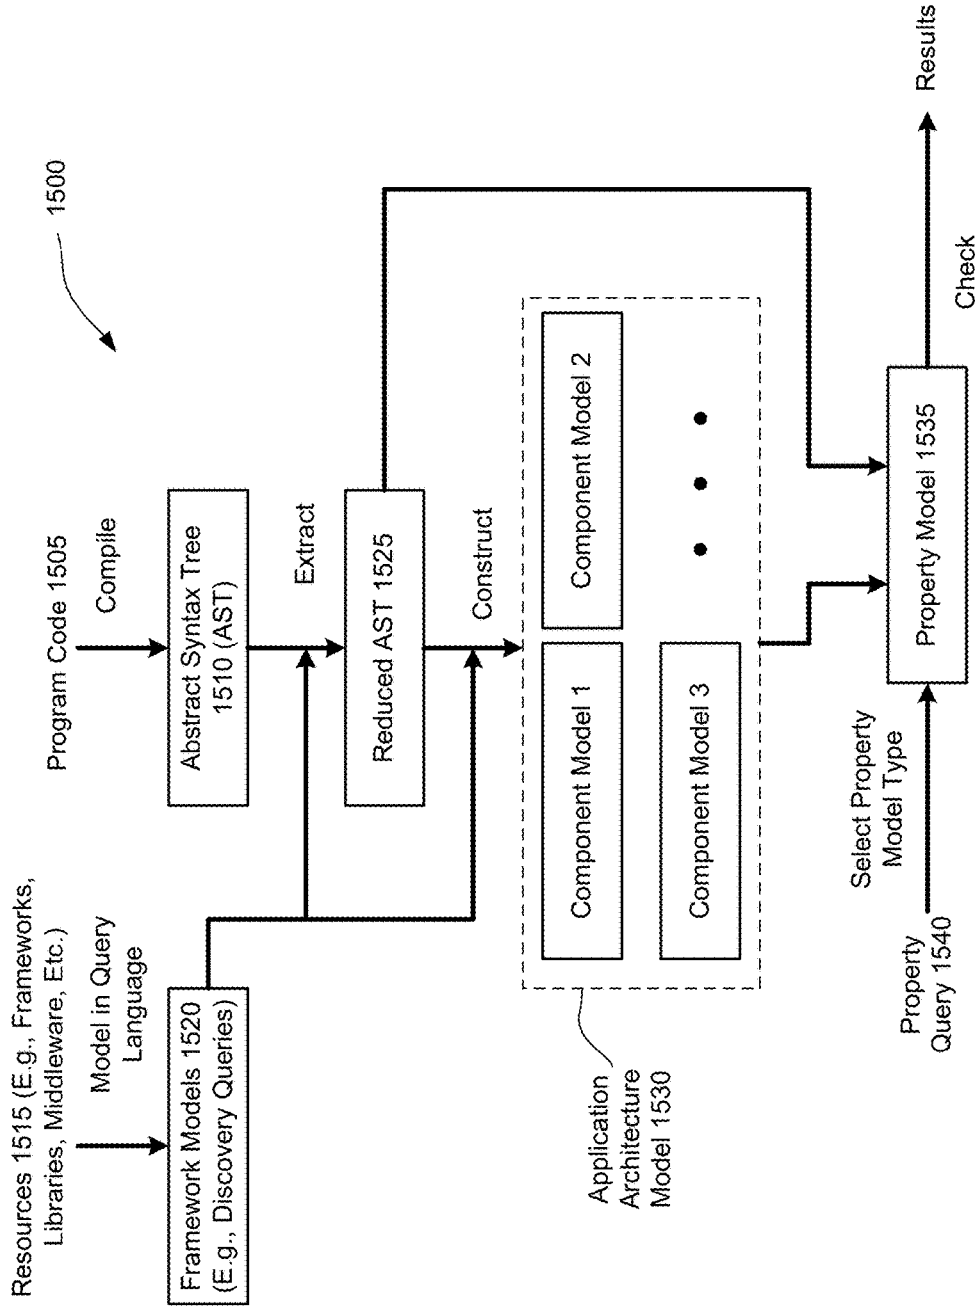 1500
Resources 1515 (E.g., Frameworks,
Libraries, Middleware, Etc.)
Model in Query
Language
Framework Models 1520
(E.g., Discovery Queries)
Program Code 1505
Compile
Abstract Syntax Tree
1510 (AST)
Extract
Reduced AST 1525
Construct
Component Model 1
Component Model 2
Component Model 3
Application
Architecture
Model 1530
Property
Query 1540
Select Property
Model Type
Property Model 1535
Check
Results